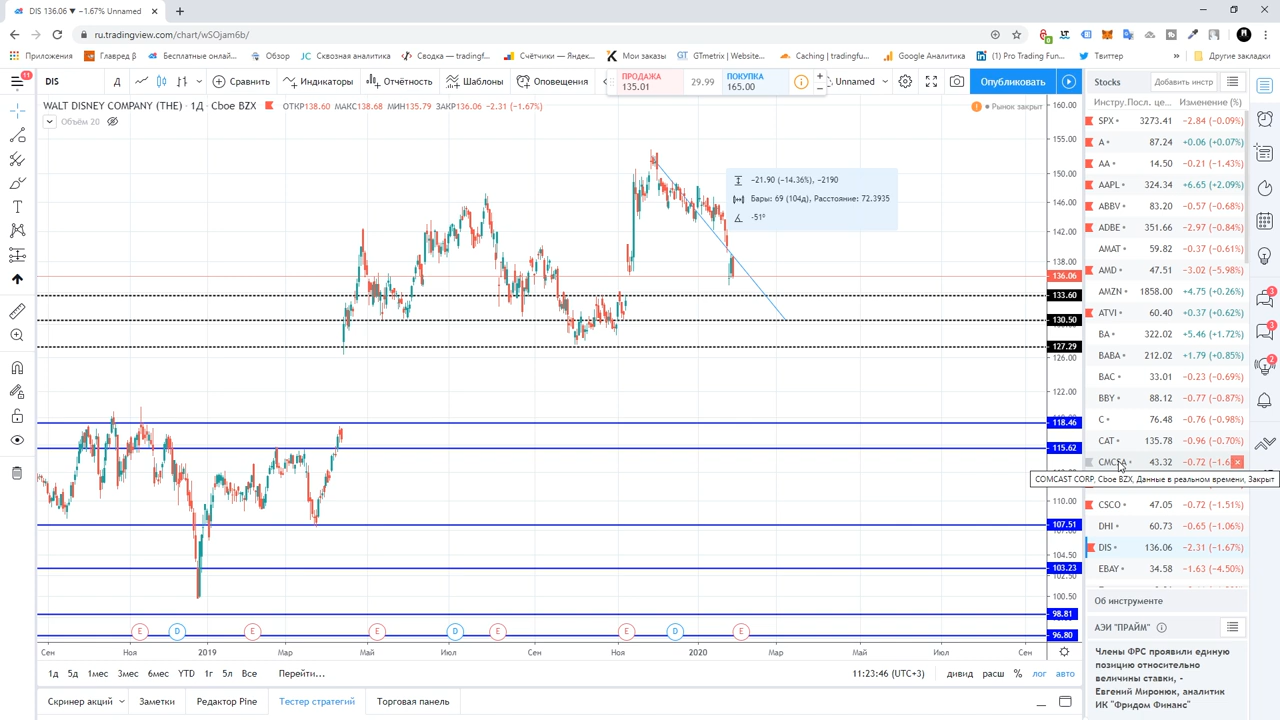 DIS 136.06 ▼ −1.67% Unnamed
ru.tradingview.com/chart/wSOjam6b/
Приложения
Главред β
Бесплатные онлай...
Обзор
Сквозная аналити...
Сводка — tradingf...
Счётчики — Яндек...
Мои заказы
GTmetrix | Website...
Caching | tradingfu...
Google Аналитика
(1) Pro Trading Fun...
Твиттер
Другие закладки
11
DIS
Д
Сравнить
Индикаторы
Отчётность
Шаблоны
Оповещения
ПРОДАЖА
135.01
29.99
ПОКУПКА
165.00
Unnamed
Опубликовать
Stocks
Добавить инстр
WALT DISNEY COMPANY (THE) · 1Д · Cboe BZX
ОТКР138.60 МАКС138.68 МИН135.79 ЗАКР136.06 −2.31 (−1.67%)
Объём 20
Рынок закрыт
−21.90 (−14.36%), −2190
Бары: 69 (104д), Расстояние: 72.3935
-51°
160.00
155.00
150.00
146.00
142.00
138.00
136.06
133.60
130.50
127.29
126.00
122.00
118.46
115.62
110.00
107.51
104.50
103.23
102.50
100.50
98.81
96.80
Инстру.. Посл. це... Изменение (%)
SPX 3273.41 −2.84 (−0.09%)
A 87.24 +0.06 (+0.07%)
AA 14.50 −0.21 (−1.43%)
AAPL 324.34 +6.65 (+2.09%)
ABBV 83.20 −0.57 (−0.68%)
ADBE 351.66 −2.97 (−0.84%)
AMAT 59.82 −0.37 (−0.61%)
AMD 47.51 −3.02 (−5.98%)
AMZN 1858.00 +4.75 (+0.26%)
ATVI 60.40 +0.37 (+0.62%)
BA 322.02 +5.46 (+1.72%)
BABA 212.02 +1.79 (+0.85%)
BAC 33.01 −0.23 (−0.69%)
BBY 88.12 −0.77 (−0.87%)
C 76.48 −0.76 (−0.98%)
CAT 135.78 −0.96 (−0.70%)
CMCSA 43.32 −0.72 (−1.6
COMCAST CORP, Cboe BZX, Данные в реальном времени, Закрыт
CSCO 47.05 −0.72 (−1.51%)
DHI 60.73 −0.65 (−1.06%)
DIS 136.06 −2.31 (−1.67%)
EBAY 34.58 −1.63 (−4.50%)
3
3
2
Об инструменте
АЭИ "ПРАЙМ"
Члены ФРС проявили единую
позицию относительно
величины ставки, -
Евгений Миронюк, аналитик
ИК "Фридом Финанс"
E D E E D E E D E
Сен Ноя 2019 Мар Май Июл Сен Ноя 2020 Мар Май Июл Сен
1д 5д 1мес 3мес 6мес YTD 1г 5л Все Перейти...
11:23:46 (UTC+3) дивид расш % лог авто
Скринер акций Заметки Редактор Pine Тестер стратегий Торговая панель